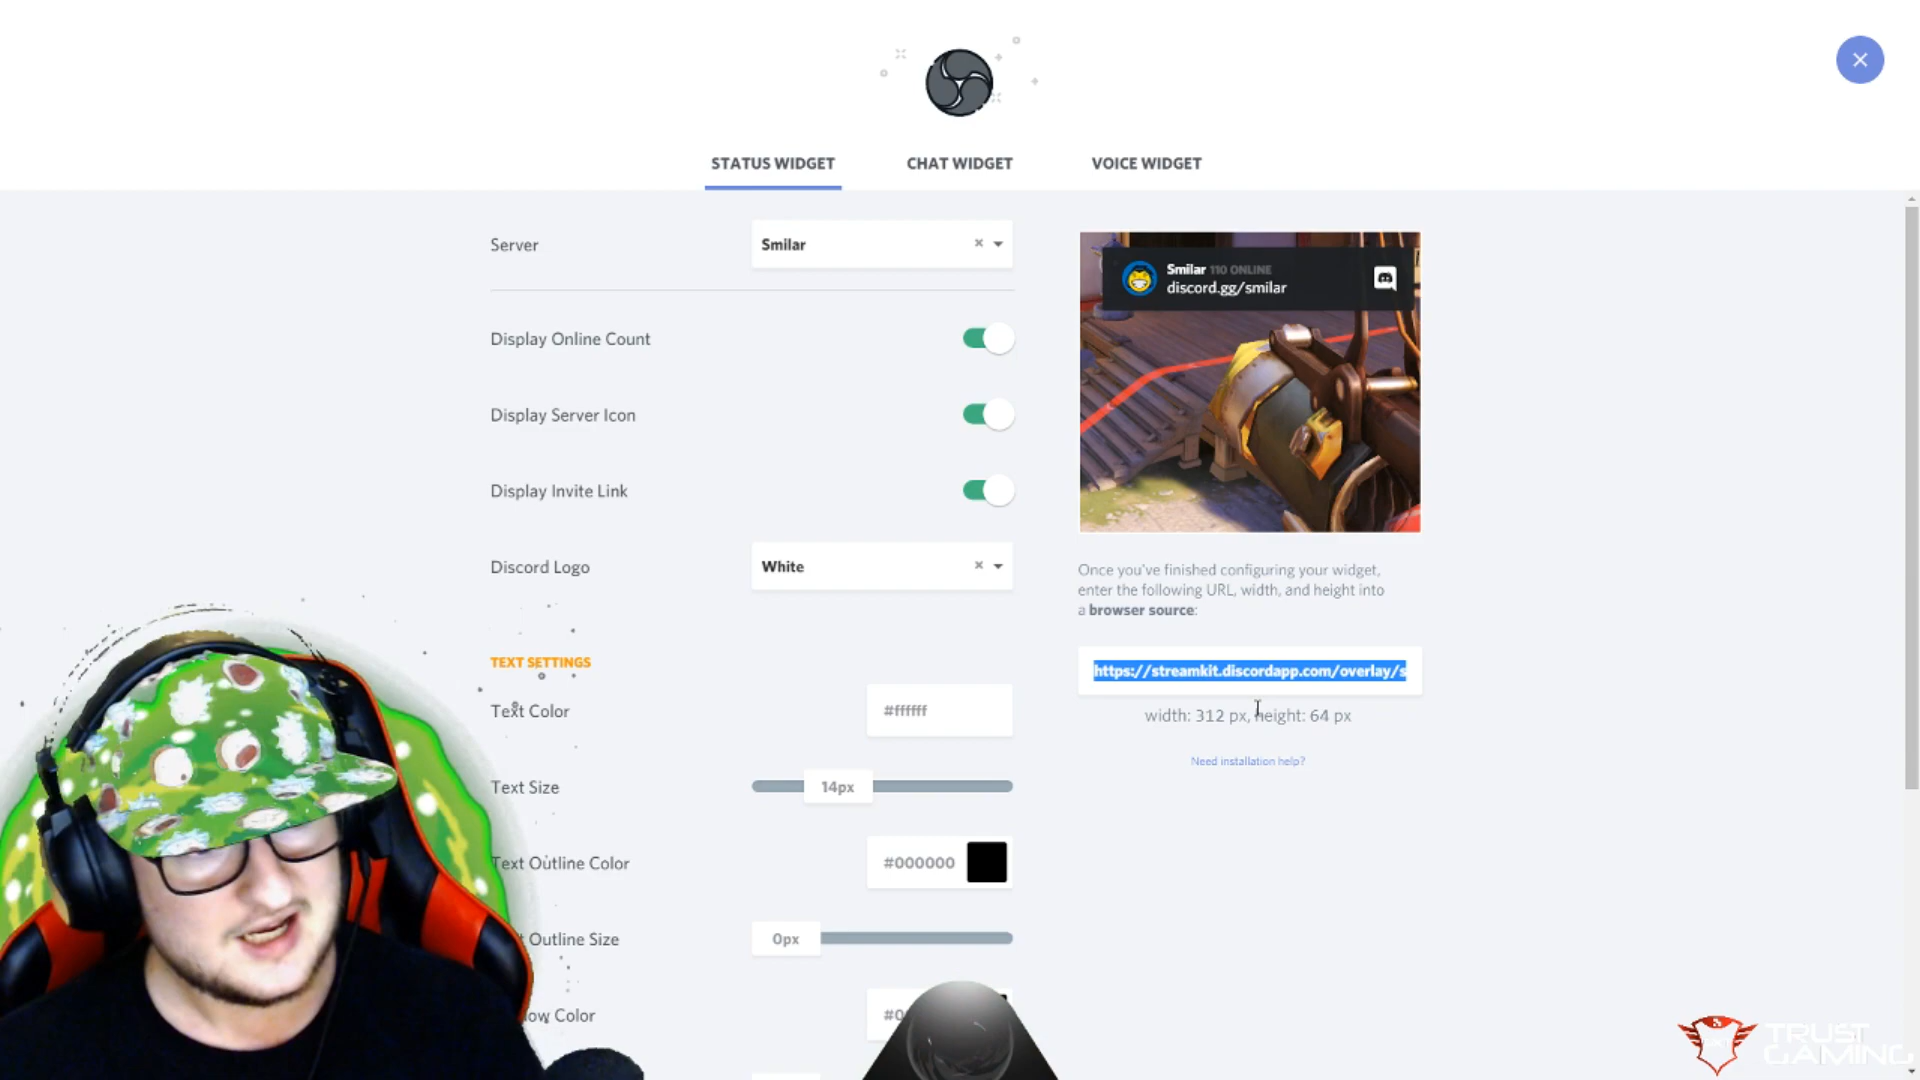 STATUS WIDGET
CHAT WIDGET
VOICE WIDGET
Server
Smilar
Display Online Count
Display Server Icon
Display Invite Link
Discord Logo
White
TEXT SETTINGS
Text Color
#ffffff
Text Size
14px
Text Outline Color
#000000
Outline Size
0px
Color
Smilar 110 ONLINE
discord.gg/smilar
Once you've finished configuring your widget,
enter the following URL, width, and height into
a browser source:
https://streamkit.discordapp.com/overlay/s
width: 312 px, height: 64 px
Need installation help?
TRUST
GAMING